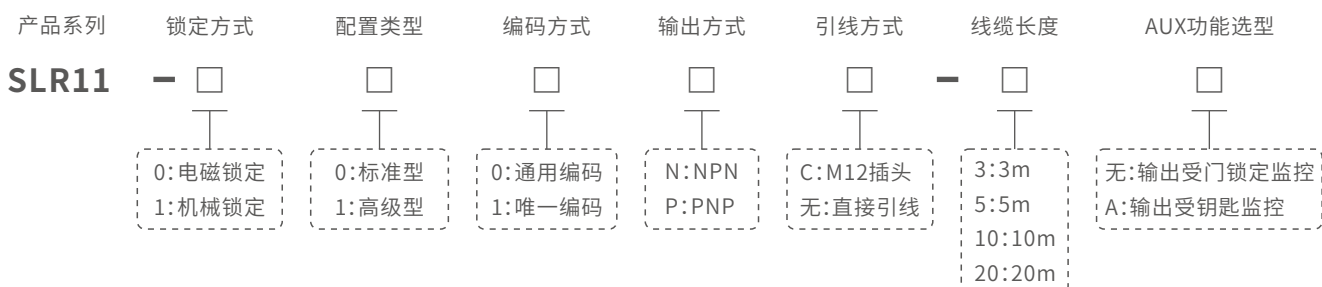 产品系列 锁定方式 配置类型 编码方式 输出方式 引线方式 线缆长度 AUX功能选型
SLR11 - □ □ □ □ □ - □ □
0:电磁锁定 0:标准型 0:通用编码 N:NPN C:M12插头 3:3m 无:输出受门锁定监控
1:机械锁定 1:高级型 1:唯一编码 P:PNP 无:直接引线 5:5m A:输出受钥匙监控
10:10m
20:20m